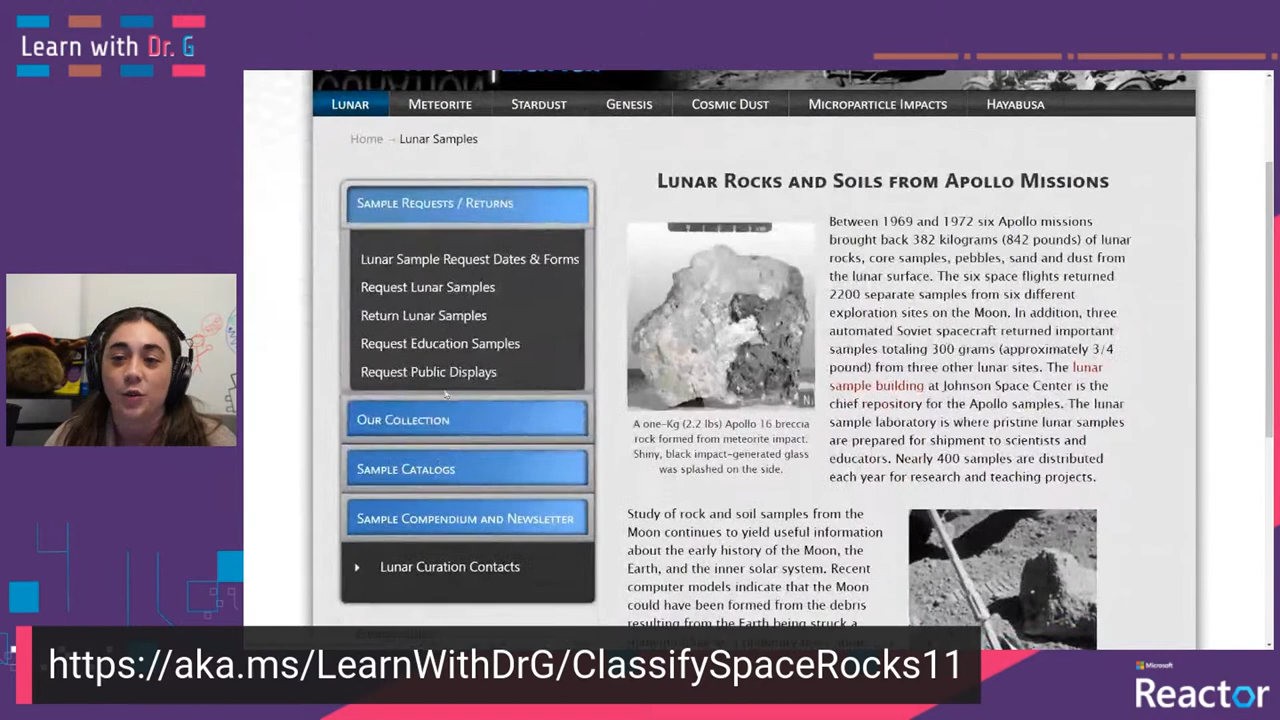 Learn with Dr. G
LUNAR
METEORITE
STARDUST
GENESIS
COSMIC DUST
MICROPARTICLE IMPACTS
HAYABUSA
Home → Lunar Samples
SAMPLE REQUESTS / RETURNS
Lunar Sample Request Dates & Forms
Request Lunar Samples
Return Lunar Samples
Request Education Samples
Request Public Displays
OUR COLLECTION
SAMPLE CATALOGS
SAMPLE COMPENDIUM AND NEWSLETTER
Lunar Curation Contacts
LUNAR ROCKS AND SOILS FROM APOLLO MISSIONS
A one-Kg (2.2 lbs) Apollo 16 breccia
rock formed from meteorite impact.
Shiny, black impact-generated glass
was splashed on the side.
Between 1969 and 1972 six Apollo missions
brought back 382 kilograms (842 pounds) of lunar
rocks, core samples, pebbles, sand and dust from
the lunar surface. The six space flights returned
2200 separate samples from six different
exploration sites on the Moon. In addition, three
automated Soviet spacecraft returned important
samples totaling 300 grams (approximately 3/4
pound) from three other lunar sites. The lunar
sample building at Johnson Space Center is the
chief repository for the Apollo samples. The lunar
sample laboratory is where pristine lunar samples
are prepared for shipment to scientists and
educators. Nearly 400 samples are distributed
each year for research and teaching projects.
Study of rock and soil samples from the
Moon continues to yield useful information
about the early history of the Moon, the
Earth, and the inner solar system. Recent
computer models indicate that the Moon
could have been formed from the debris
resulting from the Earth being struck a
https://aka.ms/LearnWithDrG/ClassifySpaceRocks11
Microsoft
Reactor